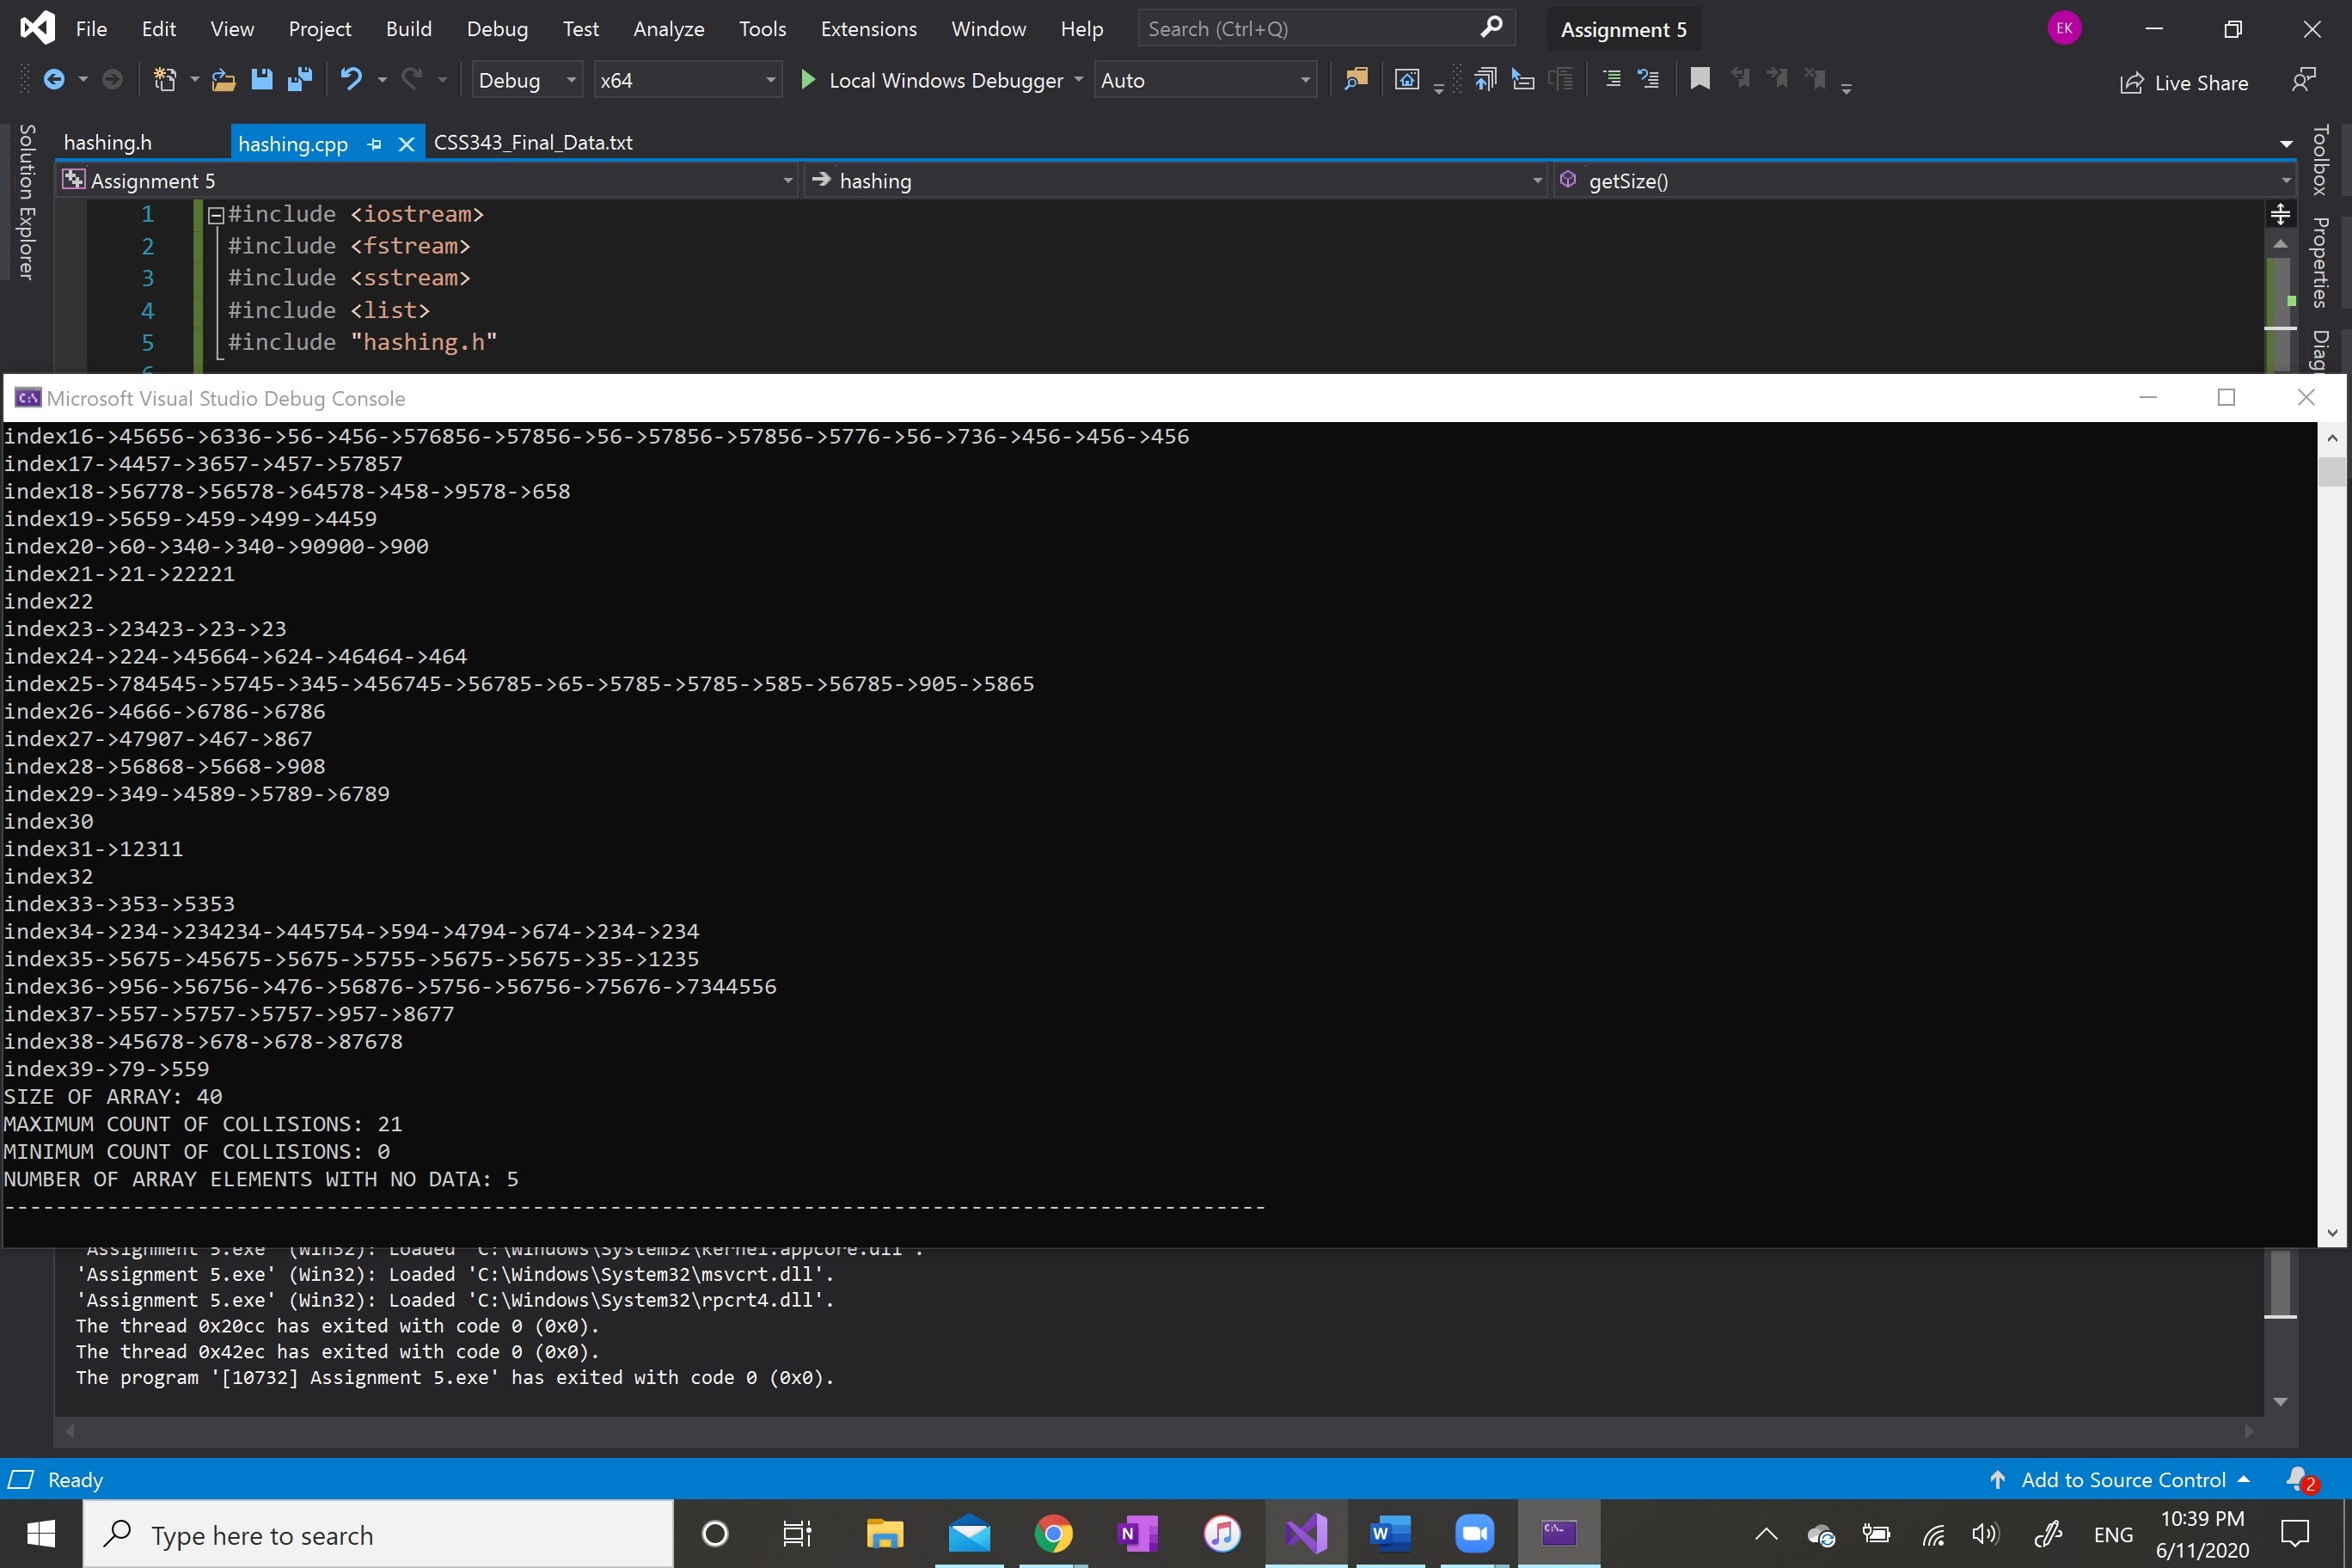 File Edit View Project Build Debug Test Analyze Tools Extensions Window Help Search (Ctrl+Q) Assignment 5 EK
Debug x64 Local Windows Debugger Auto Live Share
hashing.h hashing.cpp CSS343_Final_Data.txt
Assignment 5 hashing getSize()
Solution Explorer
Toolbox
Properties
1 #include <iostream>
2 #include <fstream>
3 #include <sstream>
4 #include <list>
5 #include "hashing.h"
Microsoft Visual Studio Debug Console
index16->45656->6336->56->456->576856->57856->56->57856->57856->5776->56->736->456->456->456
index17->4457->3657->457->57857
index18->56778->56578->64578->458->9578->658
index19->5659->459->499->4459
index20->60->340->340->90900->900
index21->21->22221
index22
index23->23423->23->23
index24->224->45664->624->46464->464
index25->784545->5745->345->456745->56785->65->5785->5785->585->56785->905->5865
index26->4666->6786->6786
index27->47907->467->867
index28->56868->5668->908
index29->349->4589->5789->6789
index30
index31->12311
index32
index33->353->5353
index34->234->234234->445754->594->4794->674->234->234
index35->5675->45675->5675->5755->5675->5675->35->1235
index36->956->56756->476->56876->5756->56756->75676->7344556
index37->557->5757->5757->957->8677
index38->45678->678->678->87678
index39->79->559
SIZE OF ARRAY: 40
MAXIMUM COUNT OF COLLISIONS: 21
MINIMUM COUNT OF COLLISIONS: 0
NUMBER OF ARRAY ELEMENTS WITH NO DATA: 5
--------------------------------------------------------------------------------------------------
'Assignment 5.exe' (Win32): Loaded 'C:\Windows\System32\kernel.appcore.dll'.
'Assignment 5.exe' (Win32): Loaded 'C:\Windows\System32\msvcrt.dll'.
'Assignment 5.exe' (Win32): Loaded 'C:\Windows\System32\rpcrt4.dll'.
The thread 0x20cc has exited with code 0 (0x0).
The thread 0x42ec has exited with code 0 (0x0).
The program '[10732] Assignment 5.exe' has exited with code 0 (0x0).
Ready Add to Source Control 2
Type here to search ENG 10:39 PM
6/11/2020